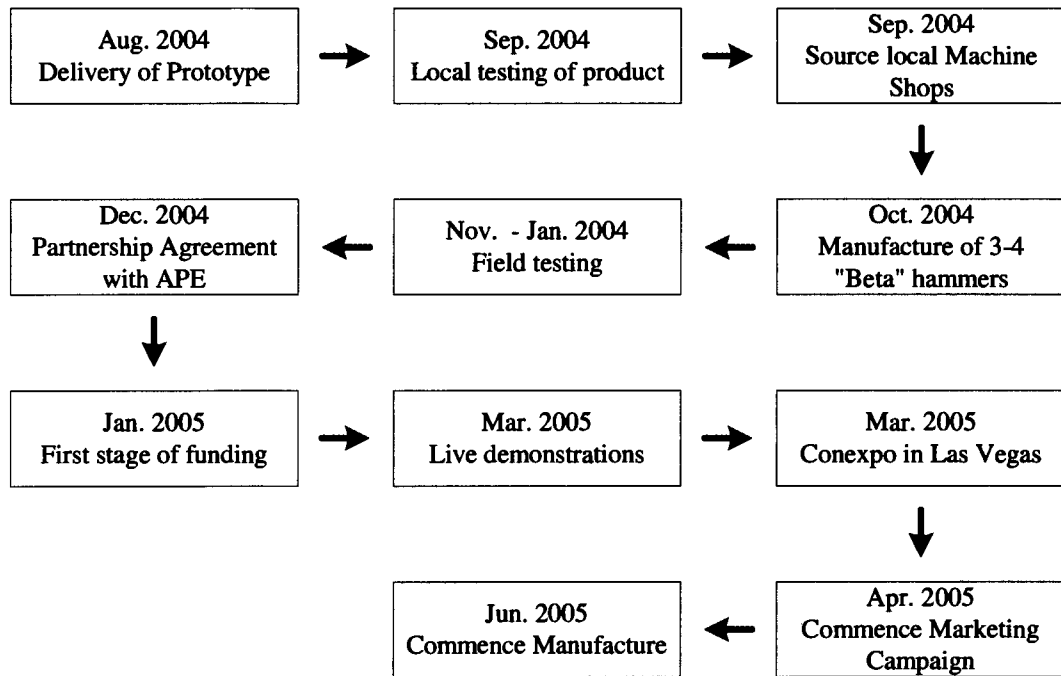 Aug. 2004
Delivery of Prototype
Sep. 2004
Local testing of product
Sep. 2004
Source local Machine
Shops
Oct. 2004
Manufacture of 3-4
"Beta" hammers
Nov. - Jan. 2004
Field testing
Dec. 2004
Partnership Agreement
with APE
Jan. 2005
First stage of funding
Mar. 2005
Live demonstrations
Mar. 2005
Conexpo in Las Vegas
Apr. 2005
Commence Marketing
Campaign
Jun. 2005
Commence Manufacture